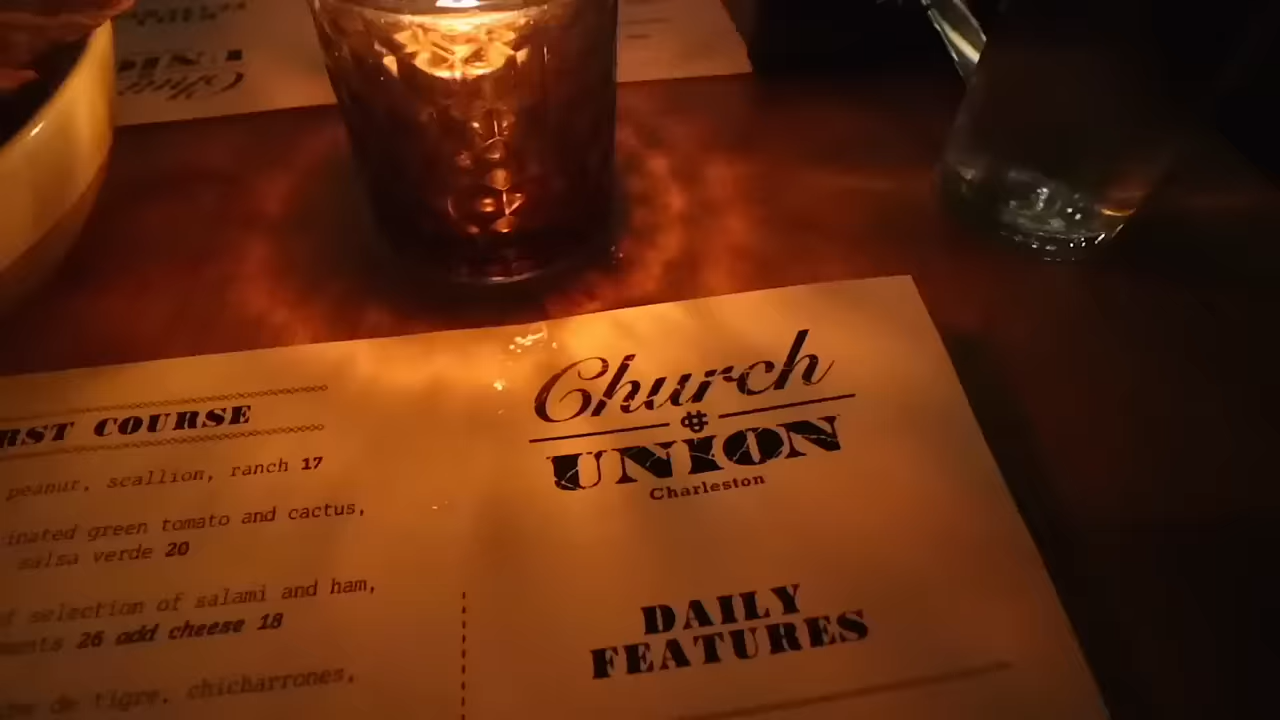 RST COURSE
peanut, scallion, ranch 17
inated green tomato and cactus,
salsa verde 20
f selection of salami and ham,
ments 26 add cheese 18
he de tigre, chicharrones,
Church
&
UNION
Charleston
DAILY
FEATURES